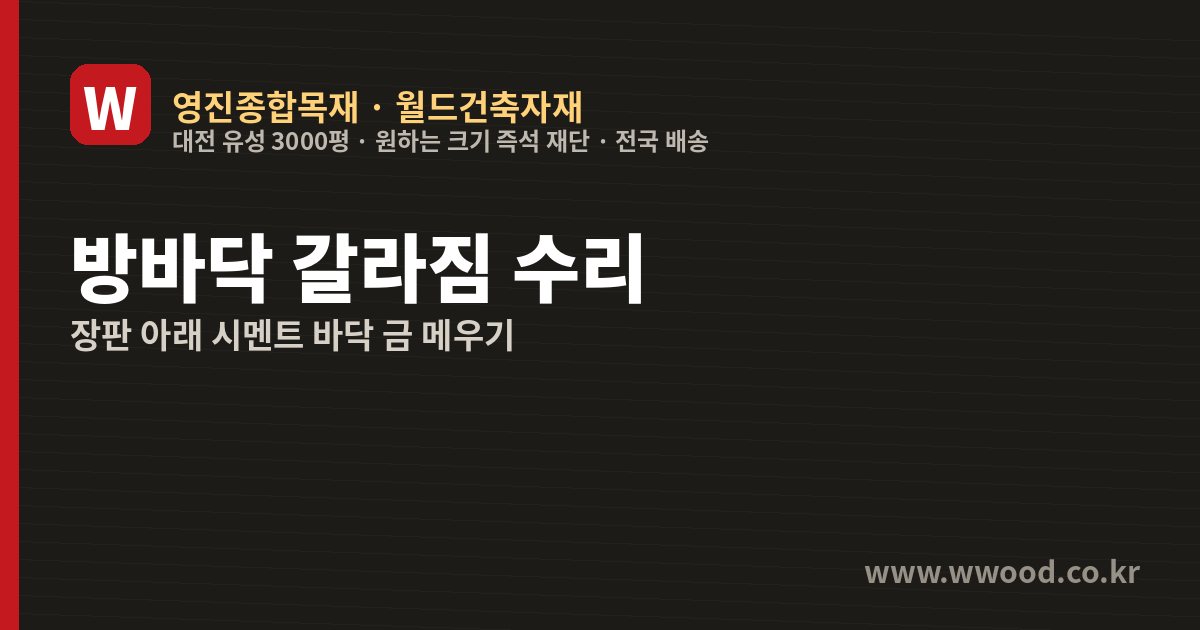 W
영진종합목재 · 월드건축자재
대전 유성 3000평 · 원하는 크기 즉석 재단 · 전국 배송
방바닥 갈라짐 수리
장판 아래 시멘트 바닥 금 메우기
www.wwood.co.kr